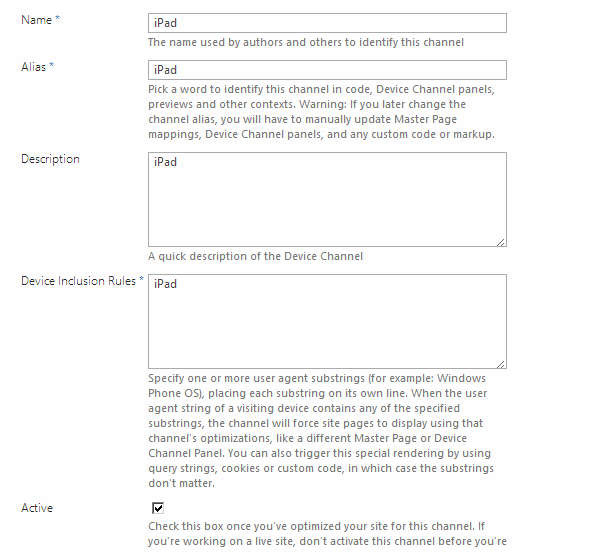 Name * iPad
The name used by authors and others to identify this channel
Alias * iPad
Pick a word to identify this channel in code, Device Channel panels,
previews and other contexts. Warning: If you later change the
channel alias, you will have to manually update Master Page
mappings, Device Channel panels, and any custom code or markup.
Description iPad
A quick description of the Device Channel
Device Inclusion Rules * iPad
Specify one or more user agent substrings (for example: Windows
Phone OS), placing each substring on its own line. When the user
agent string of a visiting device contains any of the specified
substrings, the channel will force site pages to display using that
channel's optimizations, like a different Master Page or Device
Channel Panel. You can also trigger this special rendering by using
query strings, cookies or custom code, in which case the substrings
don't matter.
Active
Check this box once you've optimized your site for this channel. If
you're working on a live site, don't activate this channel before you're